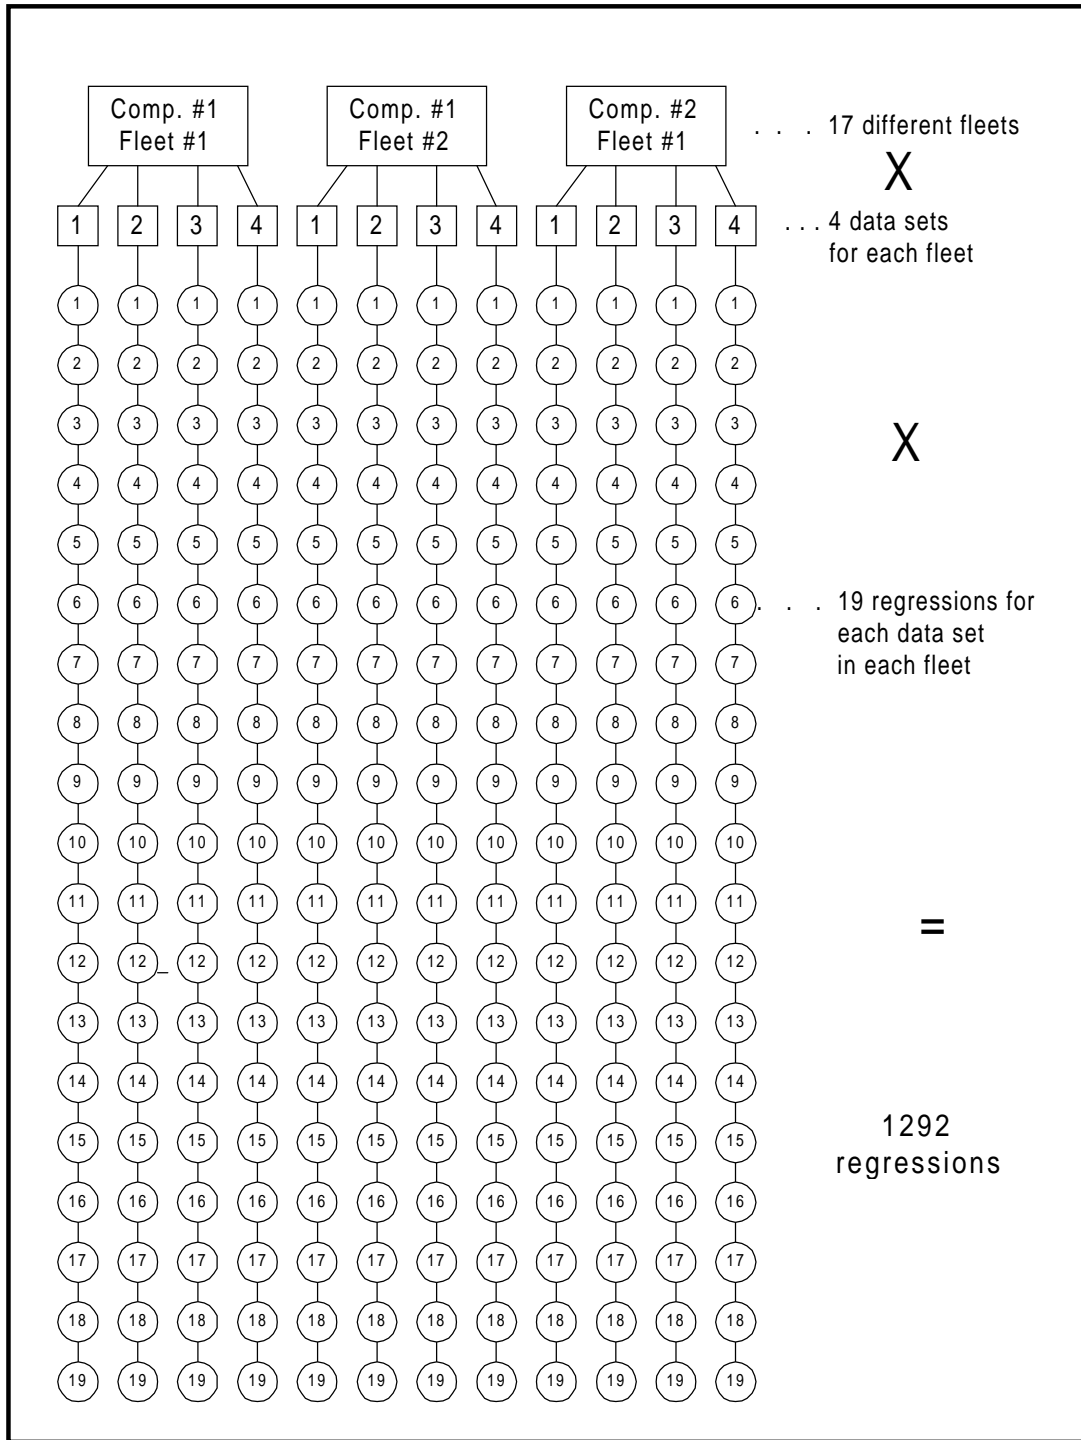 Comp. #1 Comp. #1 Comp. #2
Fleet #1 Fleet #2 Fleet #1
. . . 17 different fleets
X
1 2 3 4 1 2 3 4 1 2 3 4
. . . 4 data sets
for each fleet
1 1 1 1 1 1 1 1 1 1 1 1
2 2 2 2 2 2 2 2 2 2 2 2
3 3 3 3 3 3 3 3 3 3 3 3
X
4 4 4 4 4 4 4 4 4 4 4 4
5 5 5 5 5 5 5 5 5 5 5 5
6 6 6 6 6 6 6 6 6 6 6 6
. . . 19 regressions for
each data set
in each fleet
7 7 7 7 7 7 7 7 7 7 7 7
8 8 8 8 8 8 8 8 8 8 8 8
9 9 9 9 9 9 9 9 9 9 9 9
10 10 10 10 10 10 10 10 10 10 10 10
11 11 11 11 11 11 11 11 11 11 11 11
=
12 12 _ 12 12 12 12 12 12 12 12 12 12
13 13 13 13 13 13 13 13 13 13 13 13
14 14 14 14 14 14 14 14 14 14 14 14
15 15 15 15 15 15 15 15 15 15 15 15
1292
regressions
16 16 16 16 16 16 16 16 16 16 16 16
17 17 17 17 17 17 17 17 17 17 17 17
18 18 18 18 18 18 18 18 18 18 18 18
19 19 19 19 19 19 19 19 19 19 19 19